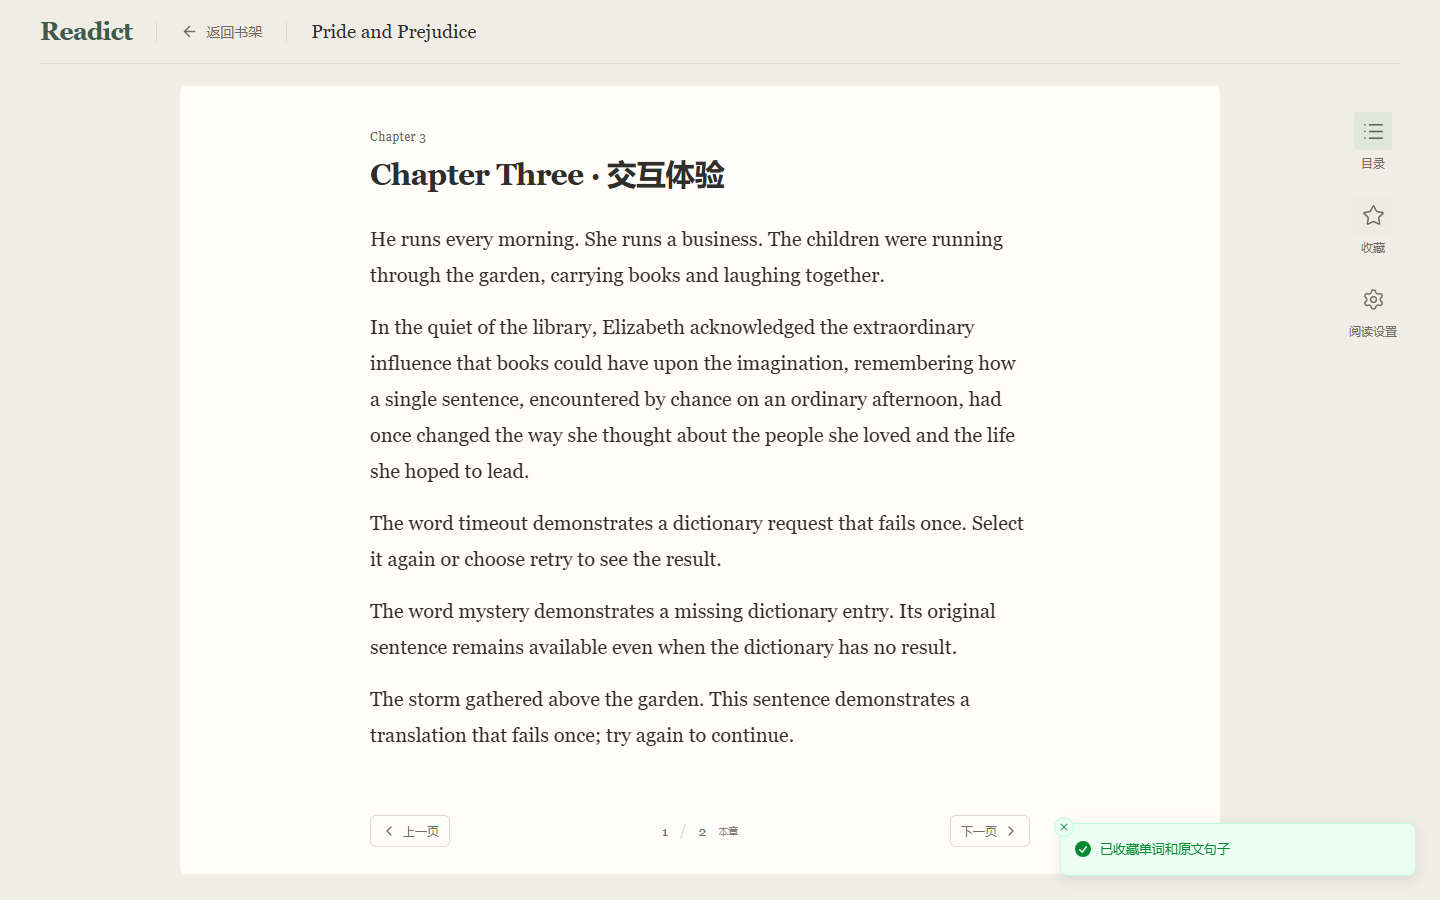 Readict
返回书架
Pride and Prejudice
Chapter 3
Chapter Three · 交互体验
He runs every morning. She runs a business. The children were running
through the garden, carrying books and laughing together.
In the quiet of the library, Elizabeth acknowledged the extraordinary
influence that books could have upon the imagination, remembering how
a single sentence, encountered by chance on an ordinary afternoon, had
once changed the way she thought about the people she loved and the life
she hoped to lead.
The word timeout demonstrates a dictionary request that fails once. Select
it again or choose retry to see the result.
The word mystery demonstrates a missing dictionary entry. Its original
sentence remains available even when the dictionary has no result.
The storm gathered above the garden. This sentence demonstrates a
translation that fails once; try again to continue.
上一页
1 / 2 本章
下一页
目录
收藏
阅读设置
已收藏单词和原文句子